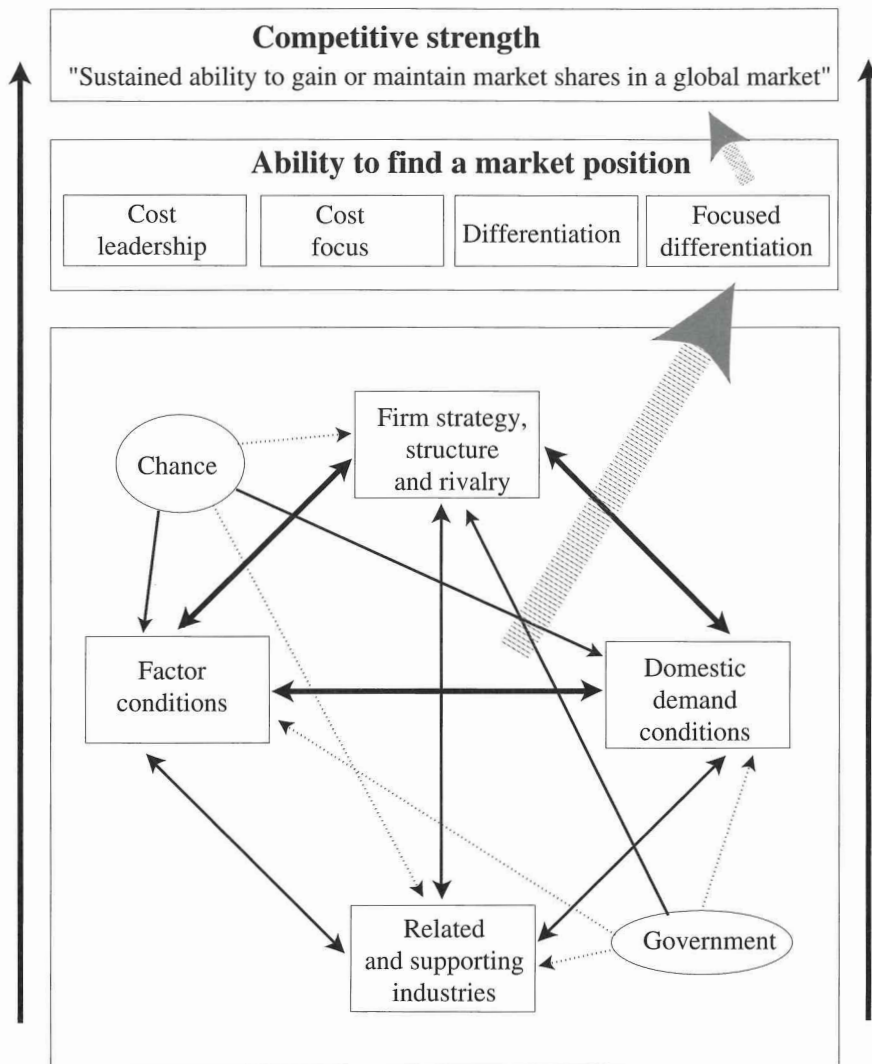 Competitive strength
"Sustained ability to gain or maintain market shares in a global market"
Ability to find a market position
Cost
leadership
Cost
focus
Differentiation
Focused
differentiation
Firm strategy,
structure
and rivalry
Chance
Factor
conditions
Domestic
demand
conditions
Related
and supporting
industries
Government